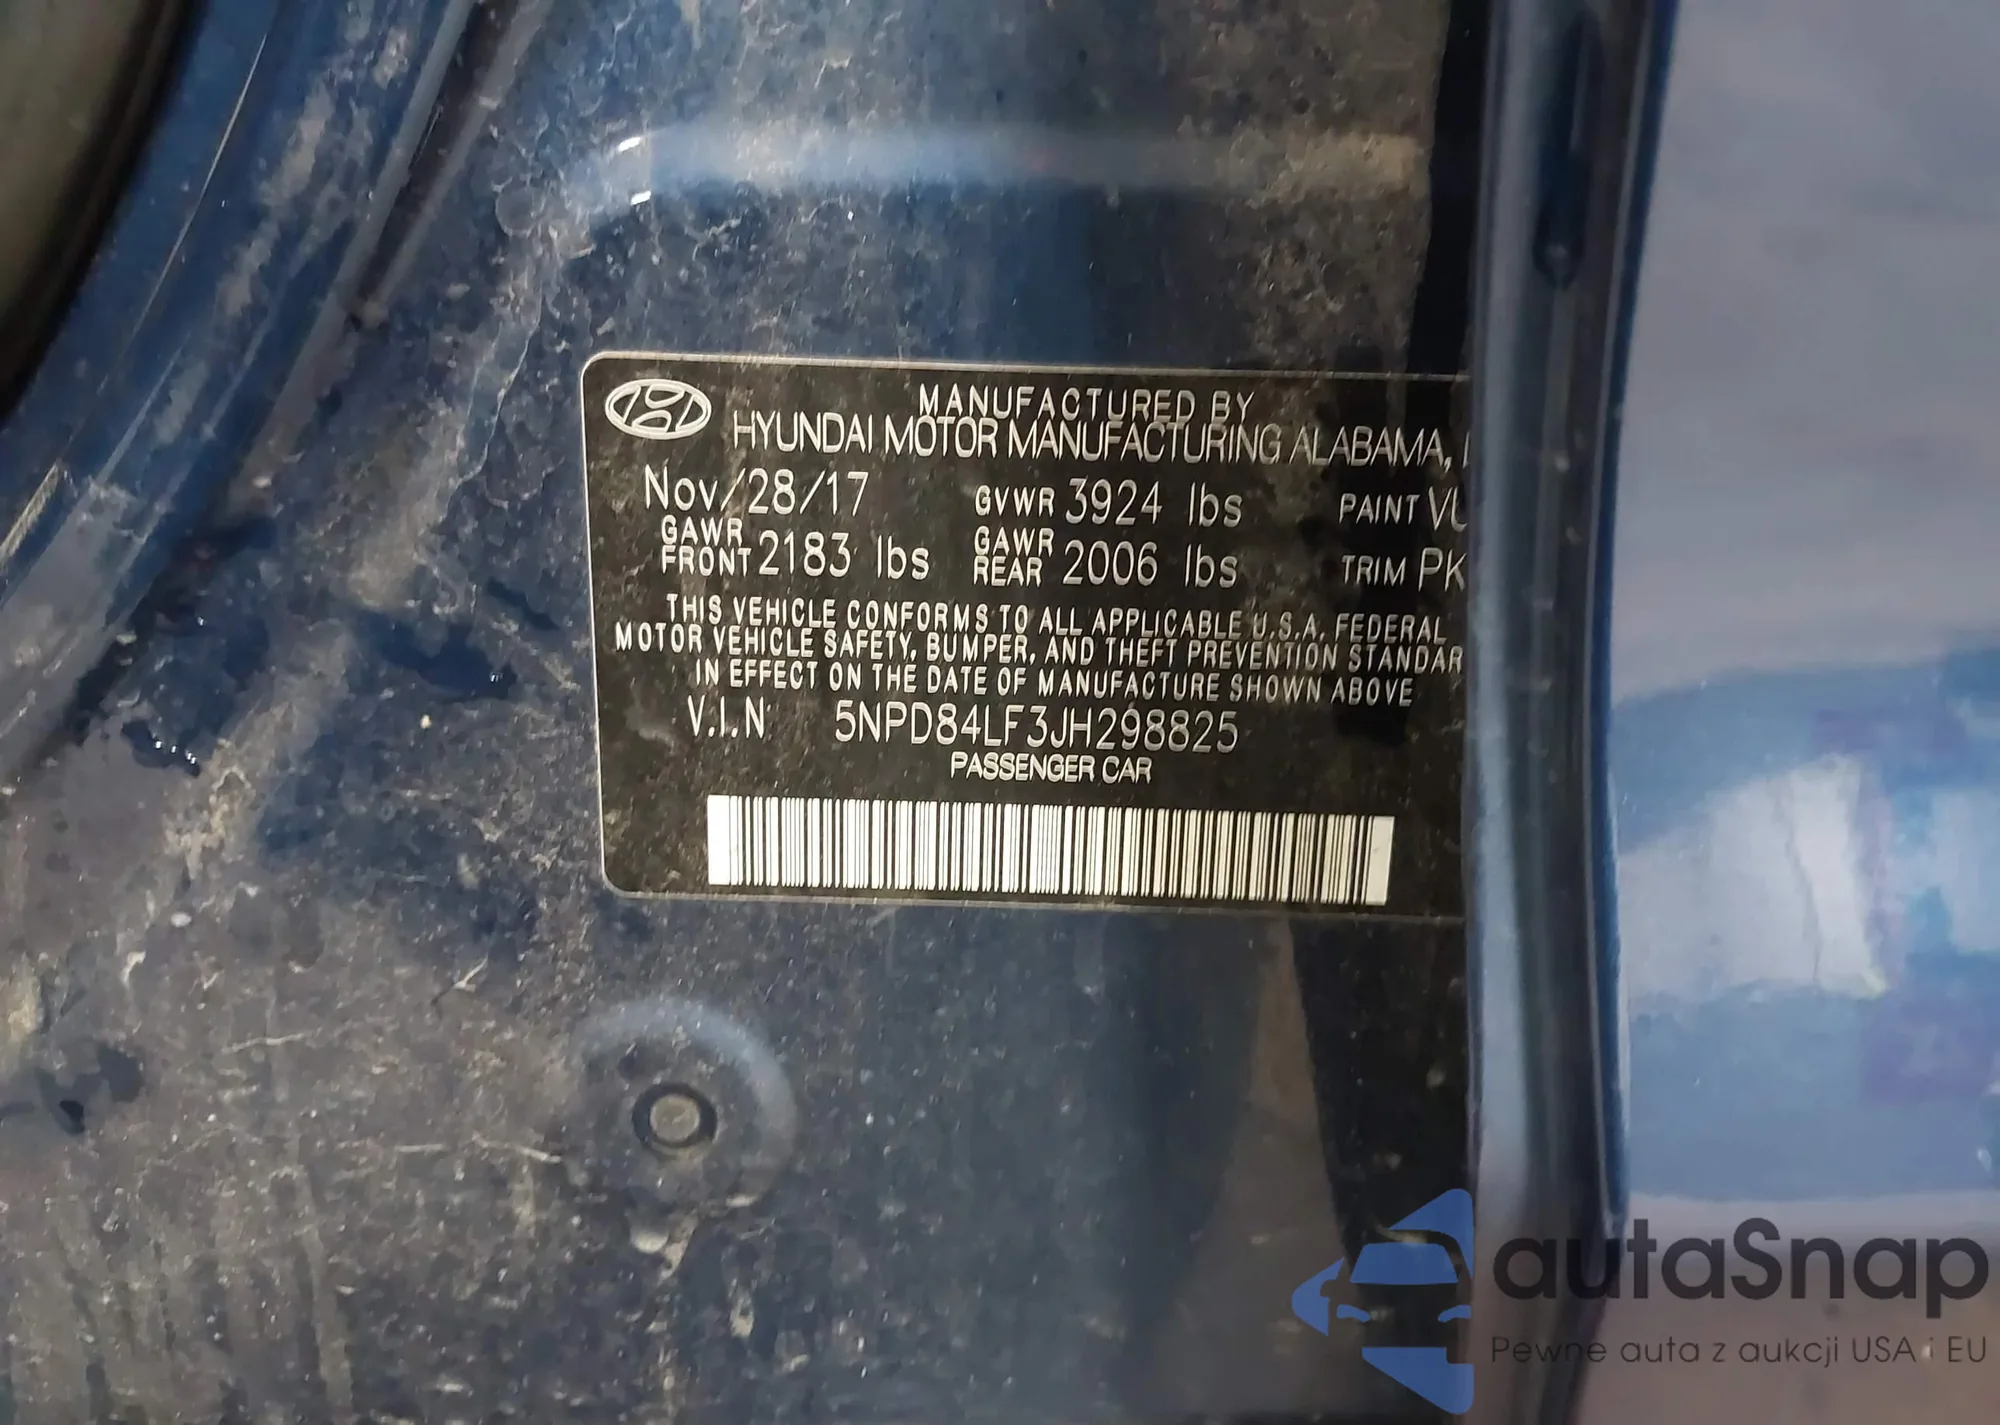 MANUFACTURED BY
HYUNDAI MOTOR MANUFACTURING ALABAMA,
Nov/28/17 GVWR 3924 lbs PAINT
GAWR FRONT 2183 lbs GAWR REAR 2006 lbs TRIM PK
THIS VEHICLE CONFORMS TO ALL APPLICABLE U.S.A. FEDERAL
MOTOR VEHICLE SAFETY, BUMPER, AND THEFT PREVENTION STANDAR
IN EFFECT ON THE DATE OF MANUFACTURE SHOWN ABOVE
V.I.N: 5NPD84LF3JH298825
PASSENGER CAR
autaSnap
Pewne auta z aukcji USA i EU